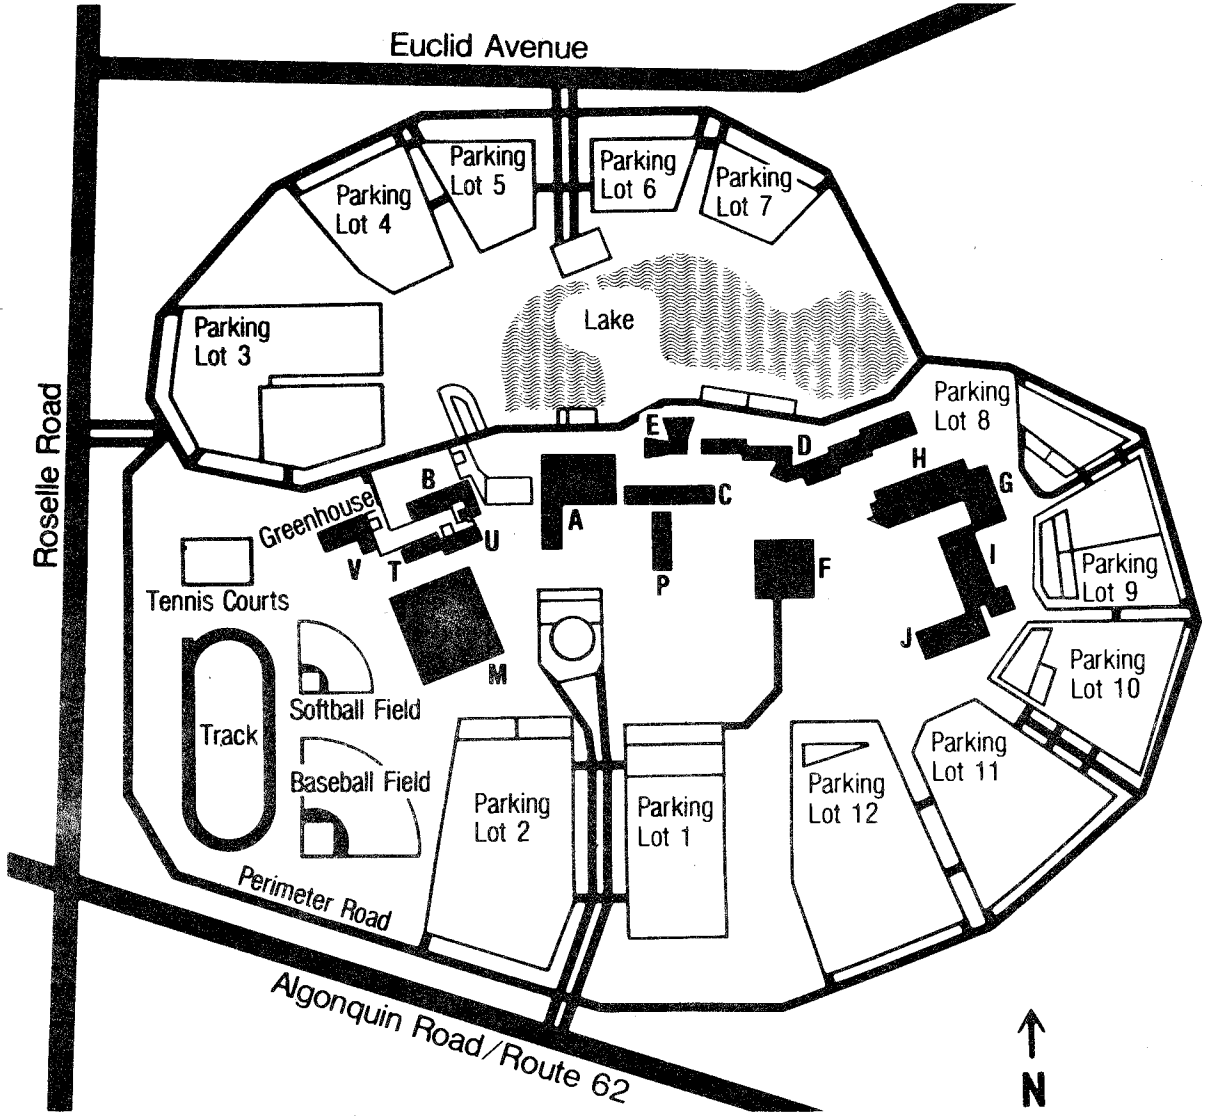 Euclid Avenue
Parking
Lot 5
Parking
Lot 6
Parking
Lot 4
Parking
Lot 7
Parking
Lot 3
Lake
Roselle Road
Parking
Lot 8
E
D
H
G
B
C
A
Greenhouse
U
V
T
P
F
I
Parking
Lot 9
Tennis Courts
J
M
Parking
Lot 10
Softball Field
Track
Parking
Lot 11
Baseball Field
Parking
Lot 2
Parking
Lot 1
Parking
Lot 12
Perimeter Road
Algonquin Road/Route 62
N